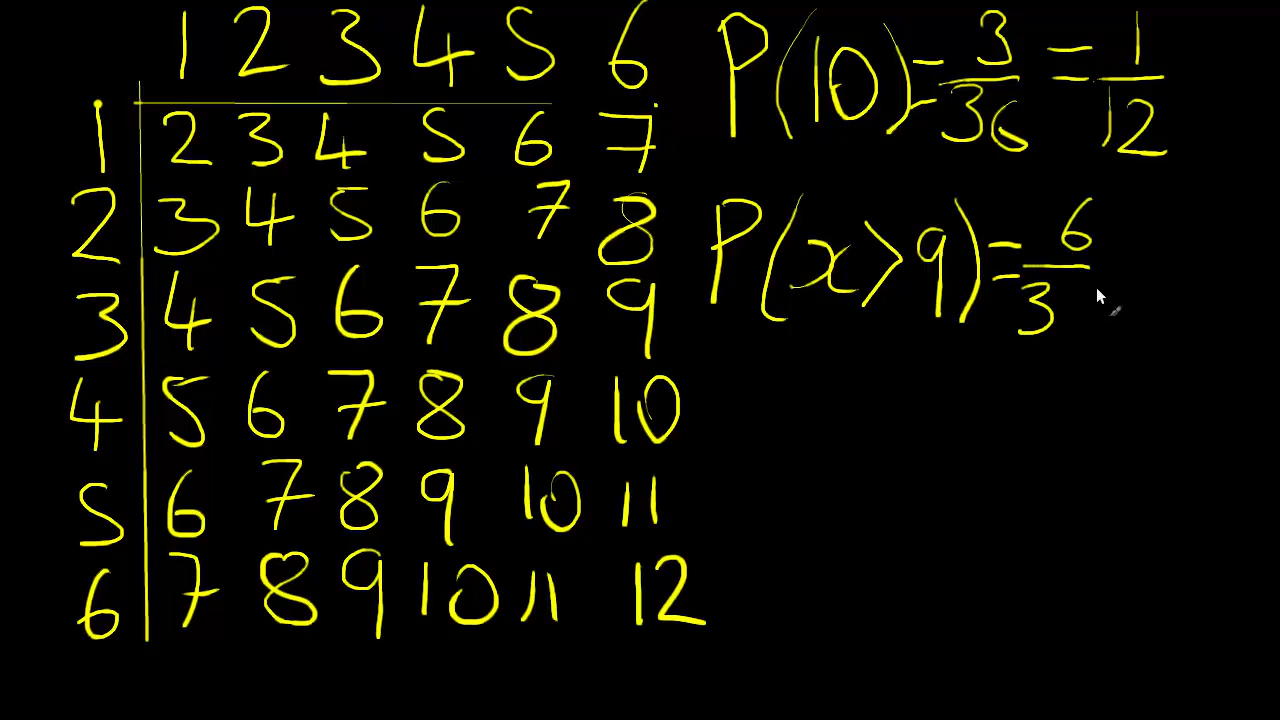 1 2 3 4 5 6
1 2 3 4 5 6 7
2 3 4 5 6 7 8
3 4 5 6 7 8 9
4 5 6 7 8 9 10
5 6 7 8 9 10 11
6 7 8 9 10 11 12
P(10) = 3/36 = 1/12
P(x>9) = 6/3